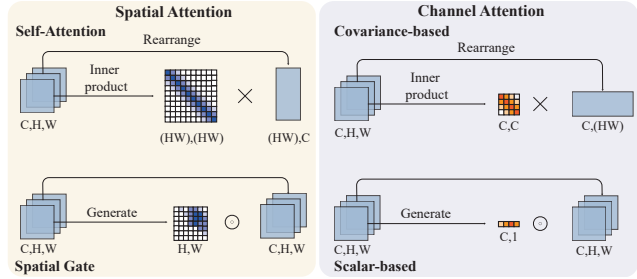 Spatial Attention
Self-Attention
Rearrange
Inner
product
C,H,W
(HW),(HW)
(HW),C
Generate
C,H,W
H,W
C,H,W
Spatial Gate
Channel Attention
Covariance-based
Rearrange
Inner
product
C,H,W
C,C
C,(HW)
Generate
C,H,W
C,1
C,H,W
Scalar-based